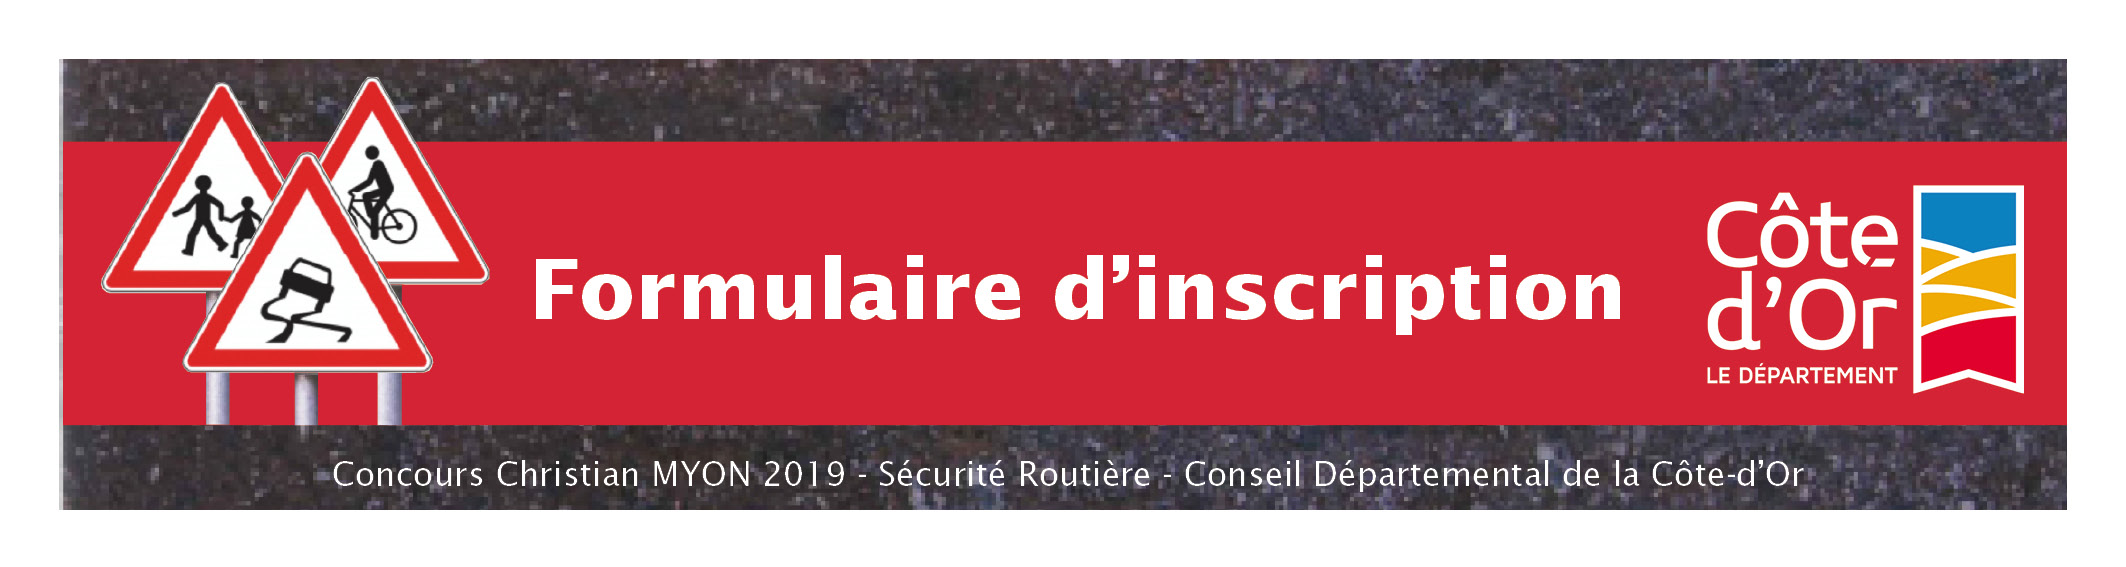 Formulaire d’inscription
Côte
d’Or
LE DÉPARTEMENT
Concours Christian MYON 2019 - Sécurité Routière - Conseil Départemental de la Côte-d’Or